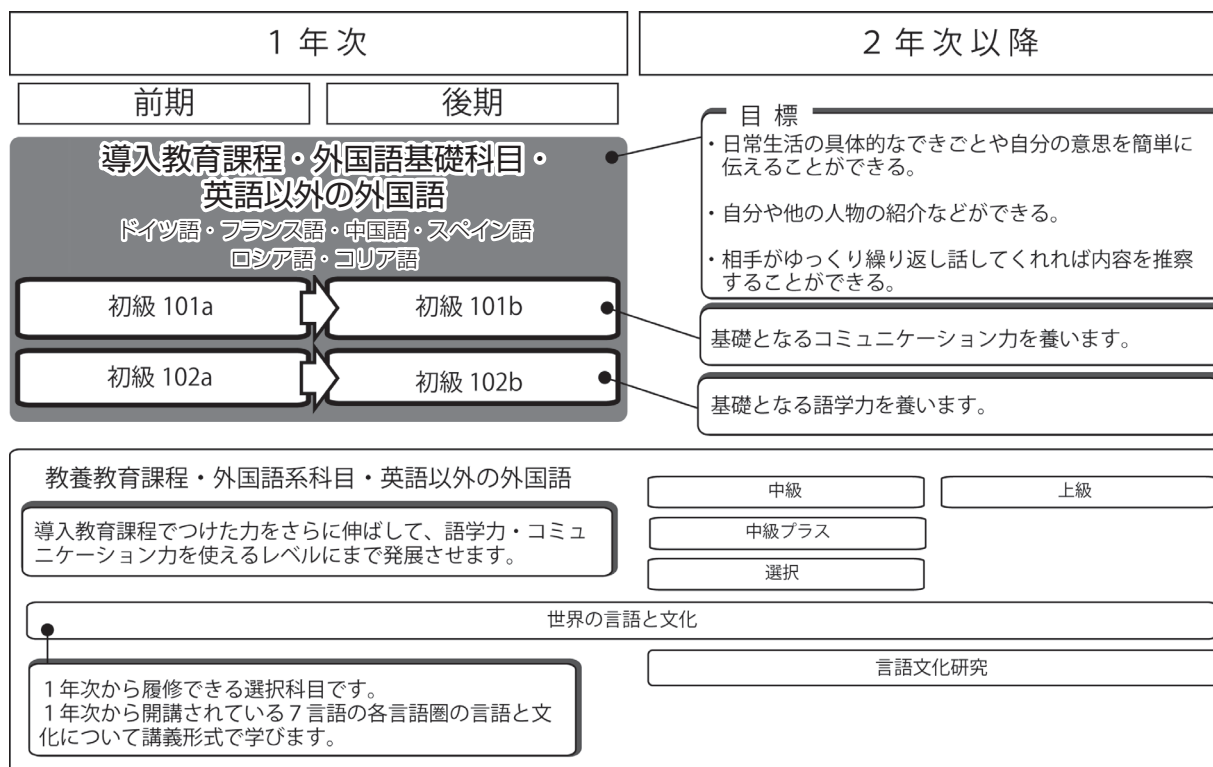 1年次
2年次以降
前期
後期
導入教育課程・外国語基礎科目・
英語以外の外国語
ドイツ語・フランス語・中国語・スペイン語
ロシア語・コリア語
初級 101a
初級 101b
初級 102a
初級 102b
目 標
・日常生活の具体的なできごとや自分の意思を簡単に
伝えることができる。
・自分や他の人物の紹介などができる。
・相手がゆっくり繰り返し話してくれれば内容を推察
することができる。
基礎となるコミュニケーション力を養います。
基礎となる語学力を養います。
教養教育課程・外国語系科目・英語以外の外国語
導入教育課程でつけた力をさらに伸ばして、語学力・コミュ
ニケーション力を使えるレベルにまで発展させます。
中級
上級
中級プラス
選択
世界の言語と文化
言語文化研究
1年次から履修できる選択科目です。
1年次から開講されている7言語の各言語圏の言語と文
化について講義形式で学びます。